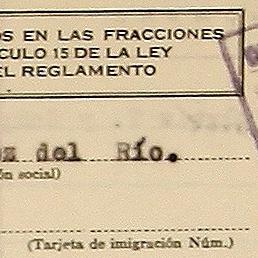 OS EN LAS FRACCIONES
CULO 15 DE LA LEY
EL REGLAMENTO
del Río.
ón social)
(Tarjeta de imigración Núm.)